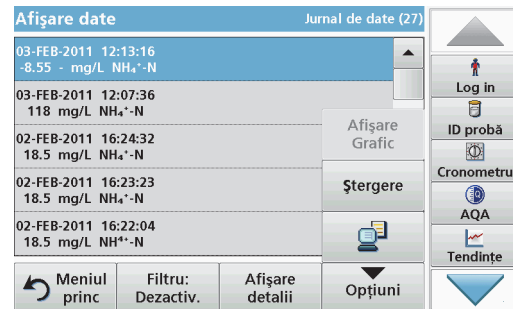 Afişare date
Jurnal de date (27)
03-FEB-2011 12:13:16
-8.55 - mg/L NH₄⁺-N
03-FEB-2011 12:07:36
118 mg/L NH₄⁺-N
02-FEB-2011 16:24:32
18.5 mg/L NH₄⁺-N
02-FEB-2011 16:23:23
18.5 mg/L NH₄⁺-N
02-FEB-2011 16:22:04
18.5 mg/L NH⁴⁺-N
Afişare
Grafic
Ştergere
Meniul
princ
Filtru:
Dezactiv.
Afişare
detalii
Opţiuni
Log in
ID probă
Cronometru
AQA
Tendinţe